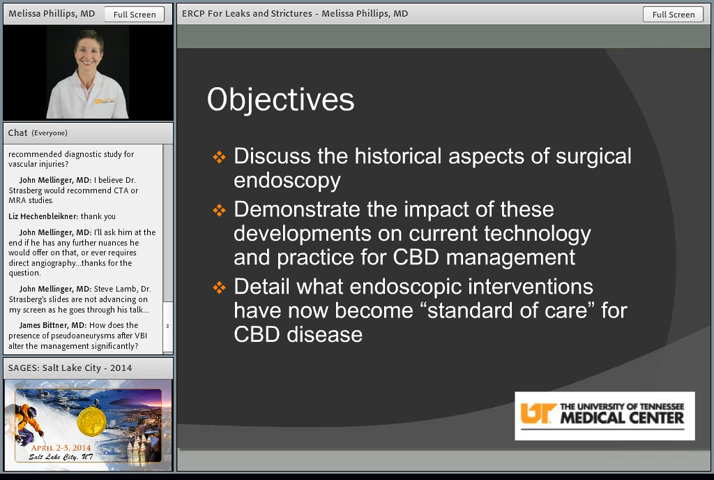 Melissa Phillips, MD
Full Screen
Chat (Everyone)
recommended diagnostic study for
vascular injuries?
John Mellinger, MD: I believe Dr.
Strasberg would recommend CTA or
MRA studies.
Liz Hechenbleikner: thank you
John Mellinger, MD: I'll ask him at the
end if he has any further nuances he
would offer on that, or ever requires
direct angiography...thanks for the
question.
John Mellinger, MD: Steve Lamb, Dr.
Strasberg's slides are not advancing on
my screen as he goes through his talk...
James Bittner, MD: How does the
presence of pseudoaneurysms after VBI
alter the management significantly?
SAGES: Salt Lake City - 2014
APRIL 2-5, 2014
Salt Lake City, UT
ERCP For Leaks and Strictures - Melissa Phillips, MD
Full Screen
Objectives
Discuss the historical aspects of surgical
endoscopy
Demonstrate the impact of these
developments on current technology
and practice for CBD management
Detail what endoscopic interventions
have now become “standard of care” for
CBD disease
UT THE UNIVERSITY OF TENNESSEE
MEDICAL CENTER